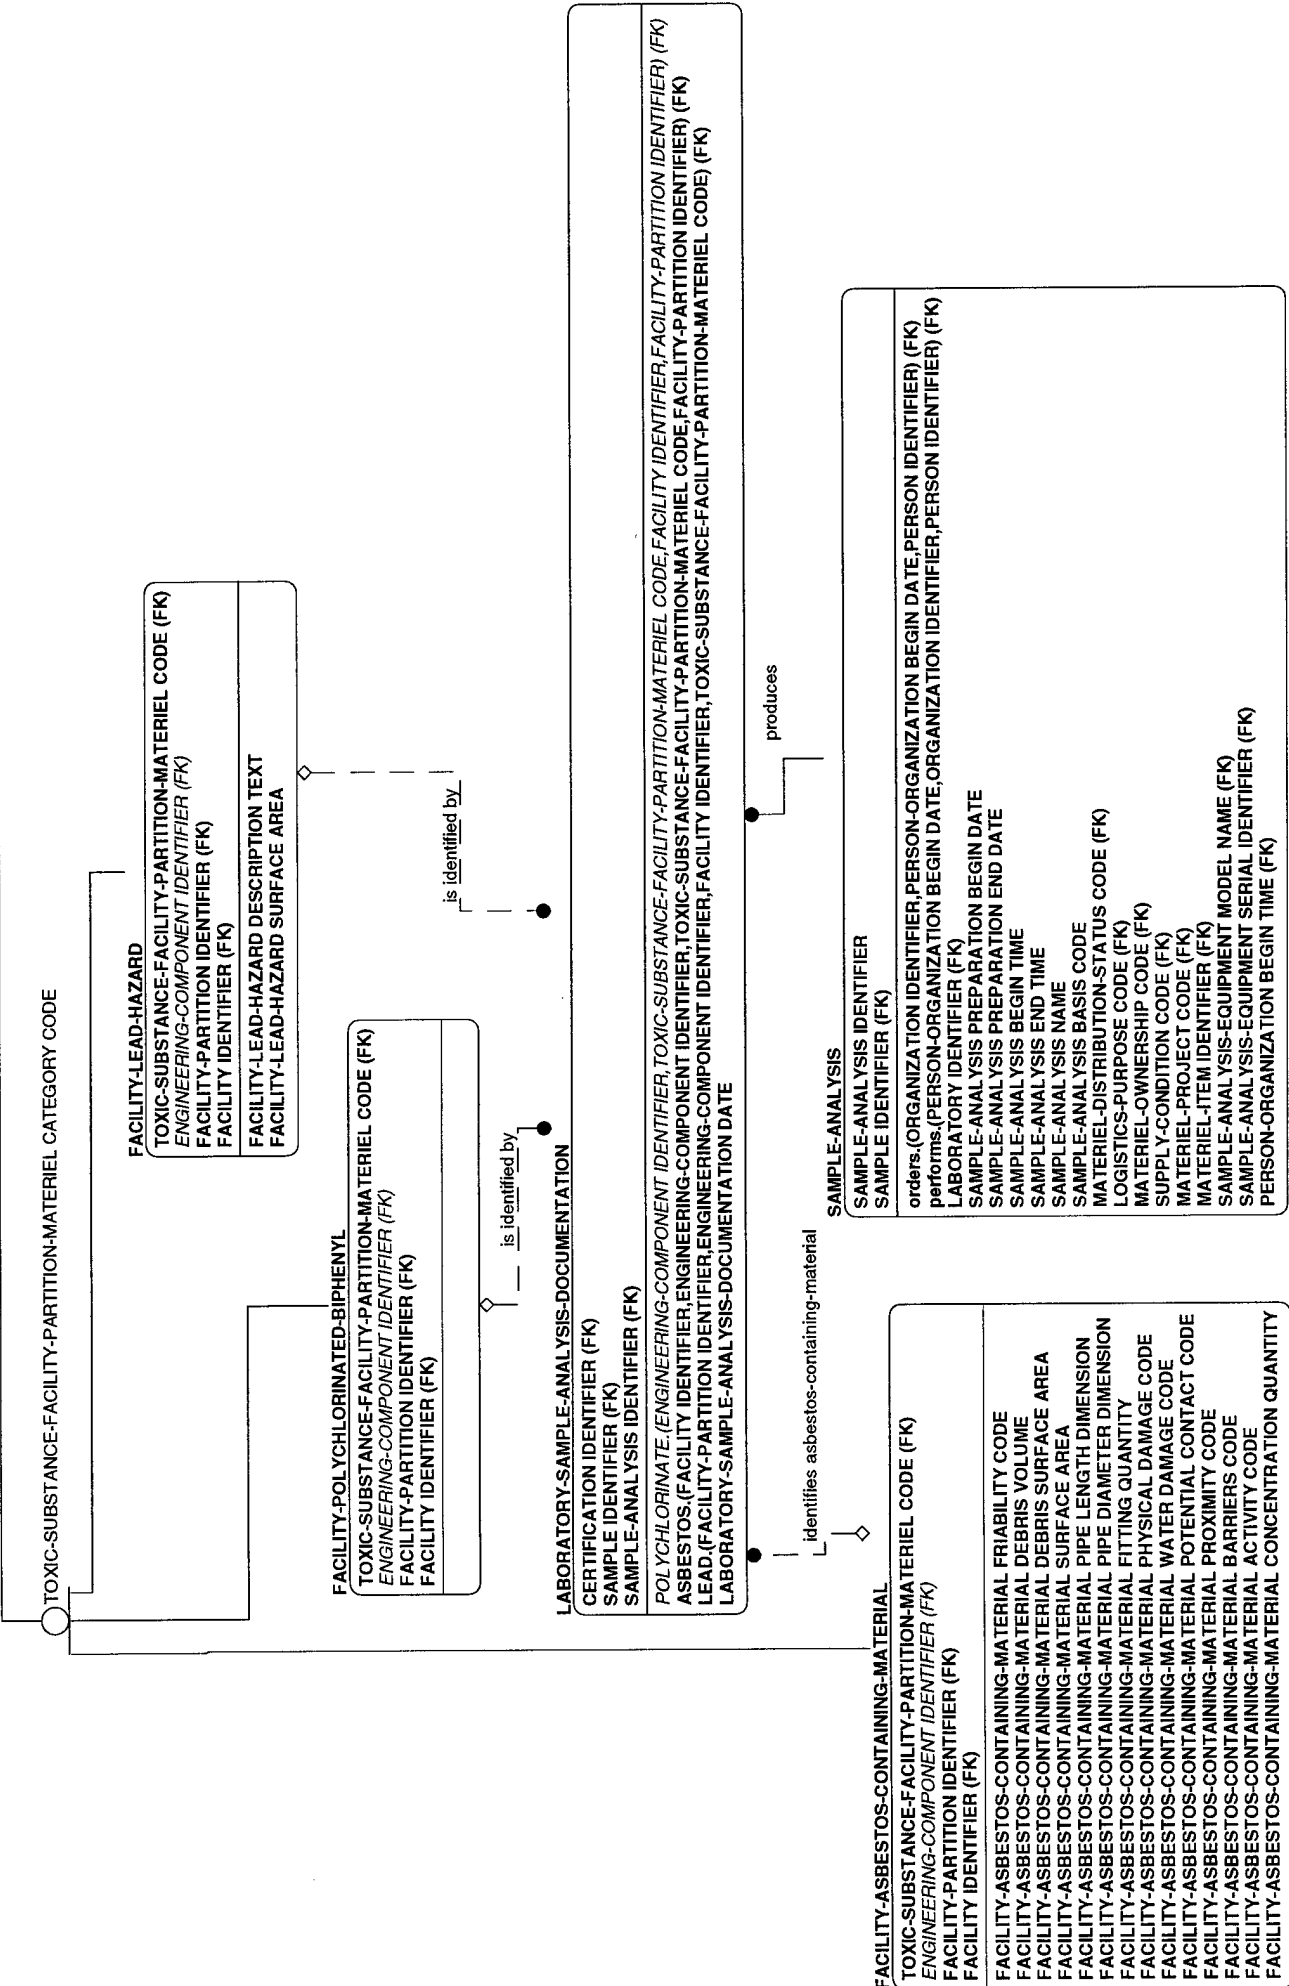 TOXIC-SUBSTANCE-FACILITY-PARTITION-MATERIEL CATEGORY CODE
FACILITY-LEAD-HAZARD
TOXIC-SUBSTANCE-FACILITY-PARTITION-MATERIEL CODE (FK)
ENGINEERING-COMPONENT IDENTIFIER (FK)
FACILITY-PARTITION IDENTIFIER (FK)
FACILITY IDENTIFIER (FK)
FACILITY-LEAD-HAZARD DESCRIPTION TEXT
FACILITY-LEAD-HAZARD SURFACE AREA
is identified by
FACILITY-POLYCHLORINATED-BIPHENYL
TOXIC-SUBSTANCE-FACILITY-PARTITION-MATERIEL CODE (FK)
ENGINEERING-COMPONENT IDENTIFIER (FK)
FACILITY-PARTITION IDENTIFIER (FK)
FACILITY IDENTIFIER (FK)
is identified by
LABORATORY-SAMPLE-ANALYSIS-DOCUMENTATION
CERTIFICATION IDENTIFIER (FK)
SAMPLE IDENTIFIER (FK)
SAMPLE-ANALYSIS IDENTIFIER (FK)
POLYCHLORINATE.(ENGINEERING-COMPONENT IDENTIFIER,TOXIC-SUBSTANCE-FACILITY-PARTITION-MATERIEL CODE,FACILITY IDENTIFIER,FACILITY-PARTITION IDENTIFIER) (FK)
ASBESTOS.(FACILITY IDENTIFIER,ENGINEERING-COMPONENT IDENTIFIER,TOXIC-SUBSTANCE-FACILITY-PARTITION-MATERIEL CODE,FACILITY-PARTITION IDENTIFIER) (FK)
LEAD.(FACILITY-PARTITION IDENTIFIER,ENGINEERING-COMPONENT IDENTIFIER,FACILITY IDENTIFIER,TOXIC-SUBSTANCE-FACILITY-PARTITION-MATERIEL CODE) (FK)
LABORATORY-SAMPLE-ANALYSIS-DOCUMENTATION DATE
identifies asbestos-containing-material
produces
FACILITY-ASBESTOS-CONTAINING-MATERIAL
TOXIC-SUBSTANCE-FACILITY-PARTITION-MATERIEL CODE (FK)
ENGINEERING-COMPONENT IDENTIFIER (FK)
FACILITY-PARTITION IDENTIFIER (FK)
FACILITY IDENTIFIER (FK)
FACILITY-ASBESTOS-CONTAINING-MATERIAL FRIABILITY CODE
FACILITY-ASBESTOS-CONTAINING-MATERIAL DEBRIS VOLUME
FACILITY-ASBESTOS-CONTAINING-MATERIAL DEBRIS SURFACE AREA
FACILITY-ASBESTOS-CONTAINING-MATERIAL SURFACE AREA
FACILITY-ASBESTOS-CONTAINING-MATERIAL PIPE LENGTH DIMENSION
FACILITY-ASBESTOS-CONTAINING-MATERIAL PIPE DIAMETER DIMENSION
FACILITY-ASBESTOS-CONTAINING-MATERIAL FITTING QUANTITY
FACILITY-ASBESTOS-CONTAINING-MATERIAL PHYSICAL DAMAGE CODE
FACILITY-ASBESTOS-CONTAINING-MATERIAL WATER DAMAGE CODE
FACILITY-ASBESTOS-CONTAINING-MATERIAL POTENTIAL CONTACT CODE
FACILITY-ASBESTOS-CONTAINING-MATERIAL PROXIMITY CODE
FACILITY-ASBESTOS-CONTAINING-MATERIAL BARRIERS CODE
FACILITY-ASBESTOS-CONTAINING-MATERIAL ACTIVITY CODE
FACILITY-ASBESTOS-CONTAINING-MATERIAL CONCENTRATION QUANTITY
SAMPLE-ANALYSIS
SAMPLE-ANALYSIS IDENTIFIER
SAMPLE IDENTIFIER (FK)
orders.(ORGANIZATION IDENTIFIER,PERSON-ORGANIZATION BEGIN DATE,PERSON IDENTIFIER) (FK)
performs.(PERSON-ORGANIZATION BEGIN DATE,ORGANIZATION IDENTIFIER,PERSON IDENTIFIER) (FK)
LABORATORY IDENTIFIER (FK)
SAMPLE-ANALYSIS PREPARATION BEGIN DATE
SAMPLE-ANALYSIS PREPARATION END DATE
SAMPLE-ANALYSIS BEGIN TIME
SAMPLE-ANALYSIS END TIME
SAMPLE-ANALYSIS NAME
SAMPLE-ANALYSIS BASIS CODE
MATERIEL-DISTRIBUTION-STATUS CODE (FK)
LOGISTICS-PURPOSE CODE (FK)
MATERIEL-OWNERSHIP CODE (FK)
SUPPLY-CONDITION CODE (FK)
MATERIEL-PROJECT CODE (FK)
MATERIEL-ITEM IDENTIFIER (FK)
SAMPLE-ANALYSIS-EQUIPMENT MODEL NAME (FK)
SAMPLE-ANALYSIS-EQUIPMENT SERIAL IDENTIFIER (FK)
PERSON-ORGANIZATION BEGIN TIME (FK)